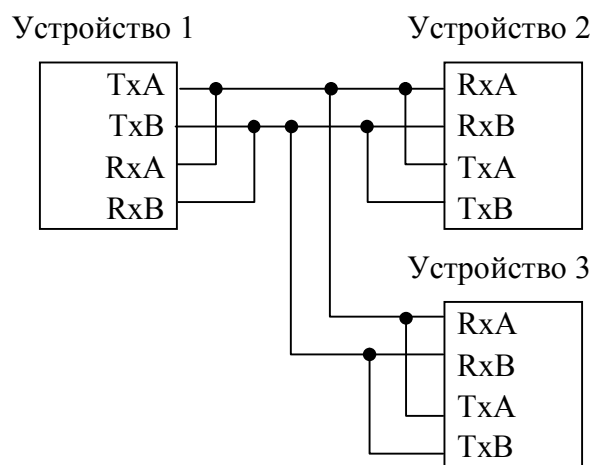 Устройство 1
TxA
TxB
RxA
RxB
Устройство 2
RxA
RxB
TxA
TxB
Устройство 3
RxA
RxB
TxA
TxB